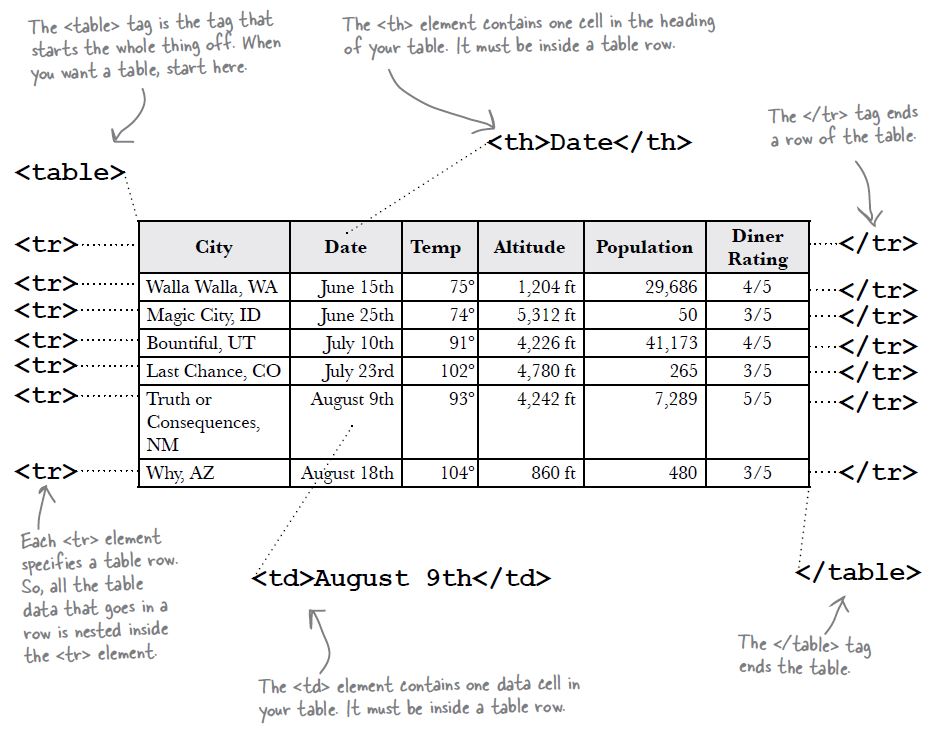 The <table> tag is the tag that
starts the whole thing off. When
you want a table, start here.
The <th> element contains one cell in the heading
of your table. It must be inside a table row.
The </tr> tag ends
a row of the table.
<th>Date</th>
<table>
<tr> City Date Temp Altitude Population Diner Rating </tr>
<tr> Walla Walla, WA June 15th 75° 1,204 ft 29,686 4/5 </tr>
<tr> Magic City, ID June 25th 74° 5,312 ft 50 3/5 </tr>
<tr> Bountiful, UT July 10th 91° 4,226 ft 41,173 4/5 </tr>
<tr> Last Chance, CO July 23rd 102° 4,780 ft 265 3/5 </tr>
<tr> Truth or August 9th 93° 4,242 ft 7,289 5/5 </tr>
Consequences,
NM
<tr> Why, AZ August 18th 104° 860 ft 480 3/5 </tr>
Each <tr> element
specifies a table row.
So, all the table
data that goes in a
row is nested inside
the <tr> element.
<td>August 9th</td>
</table>
The <td> element contains one data cell in
your table. It must be inside a table row.
The </table> tag
ends the table.